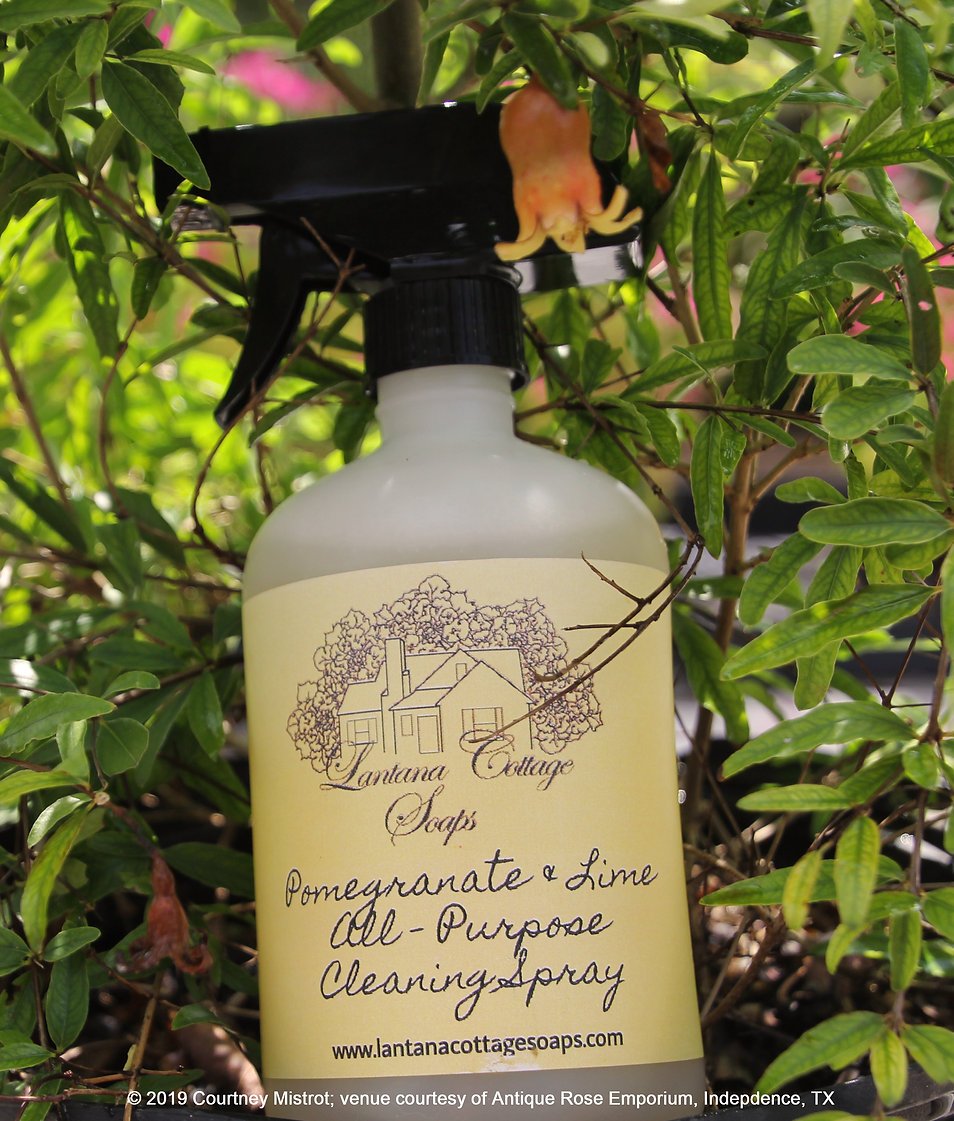 Lantana Cottage
Soaps
Pomegranate & Lime
All-Purpose
Cleaning Spray
www.lantanacottagesoaps.com
© 2019 Courtney Mistrot; venue courtesy of Antique Rose Emporium, Indepdence, TX